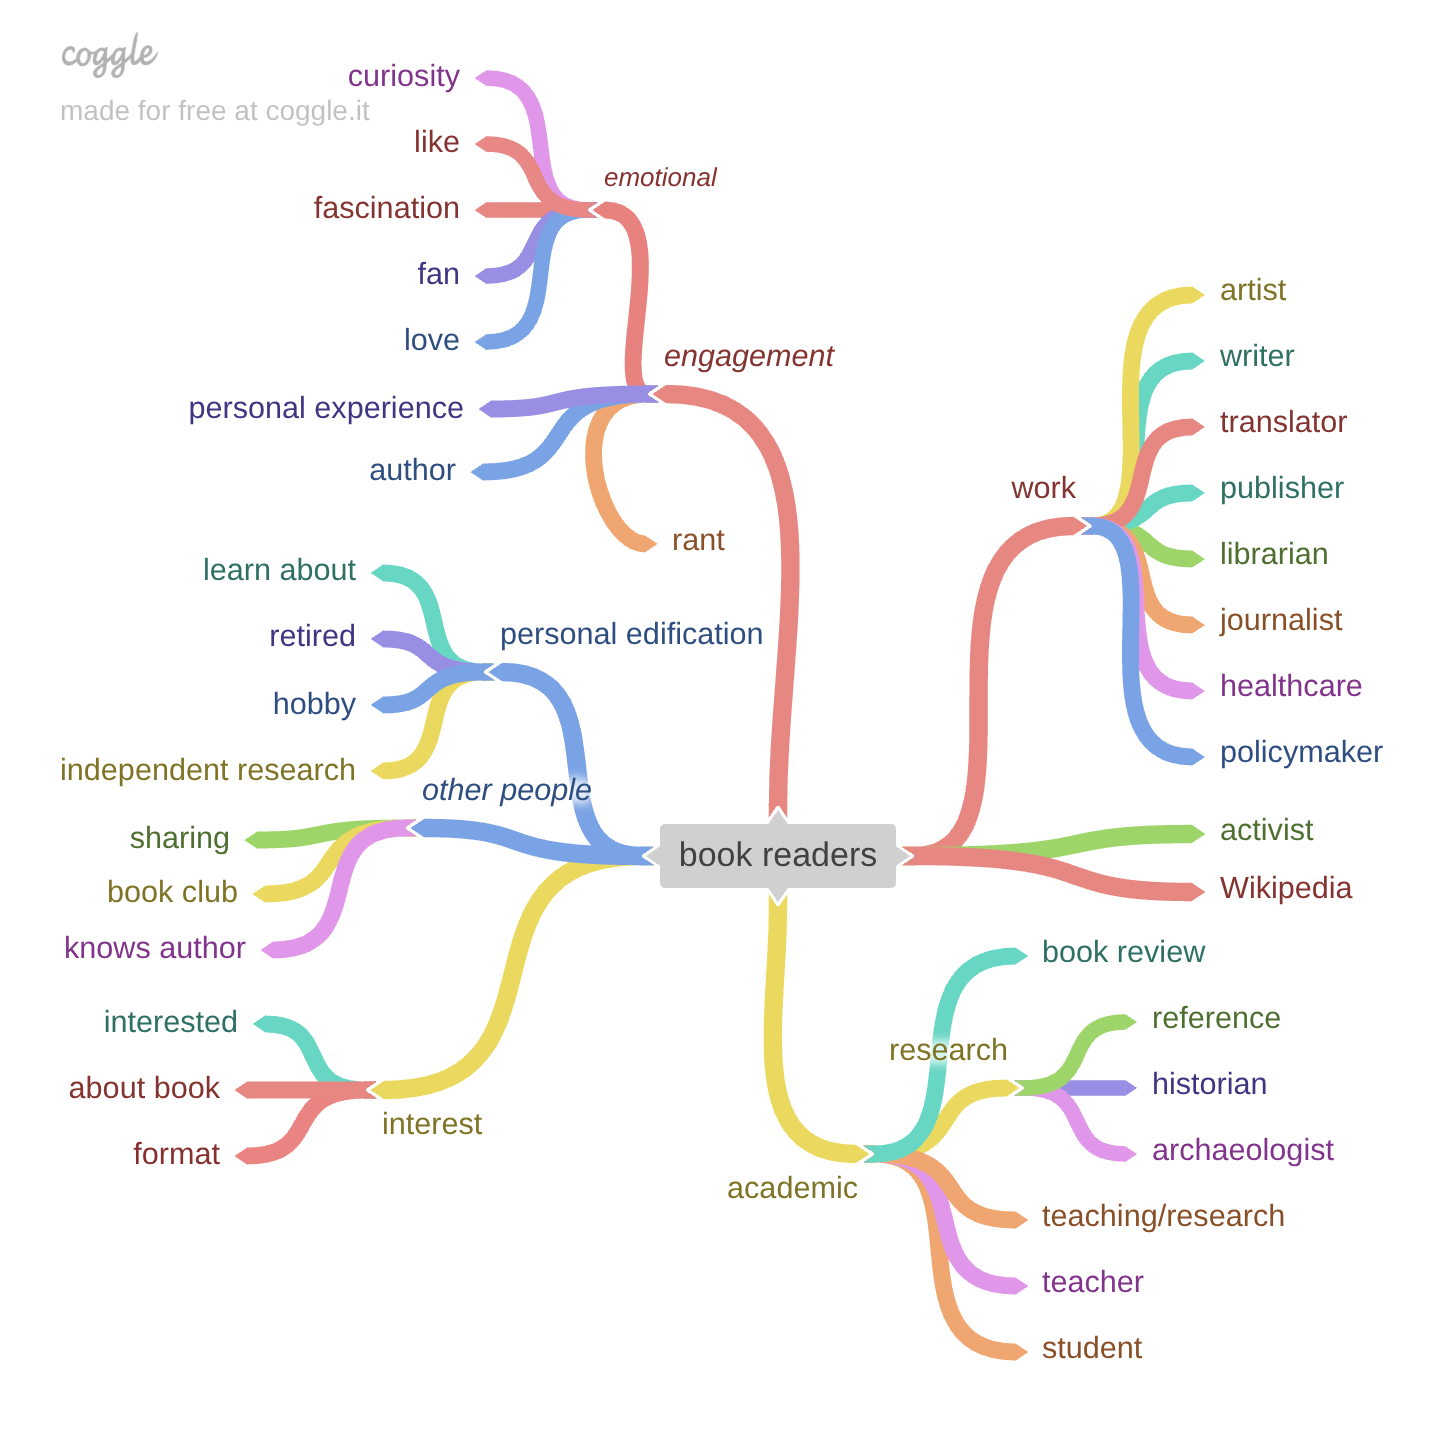 coggle
made for free at coggle.it
curiosity
like
fascination
fan
love
emotional
engagement
personal experience
author
rant
learn about
retired
hobby
independent research
personal edification
other people
sharing
book club
knows author
interested
about book
format
interest
book readers
work
artist
writer
translator
publisher
librarian
journalist
healthcare
policymaker
activist
Wikipedia
academic
book review
research
reference
historian
archaeologist
teaching/research
teacher
student